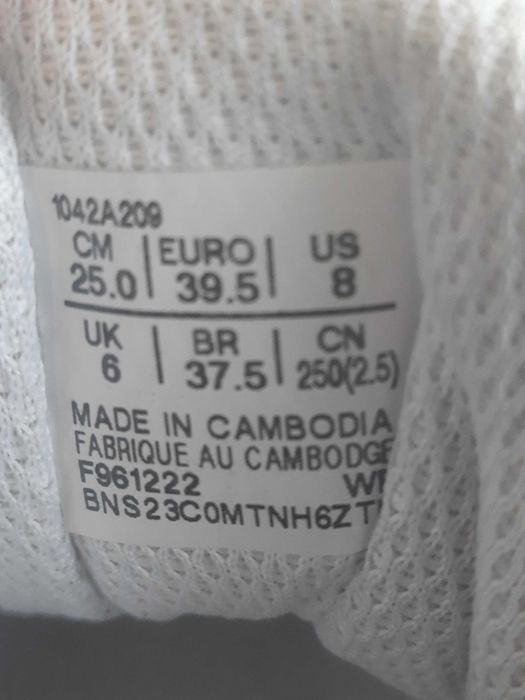 1042A209
CM | EURO | US
25.0 | 39.5 | 8
UK | BR | CN
6 | 37.5 | 250(2.5)
MADE IN CAMBODIA
FABRIQUE AU CAMBODGE
F961222